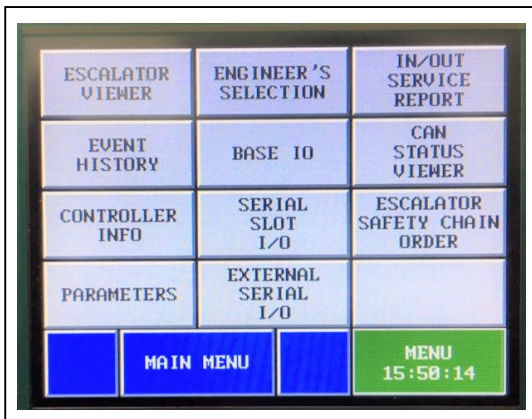 ESCALATOR
VIEWER
ENGINEER'S
SELECTION
IN/OUT
SERVICE
REPORT
EVENT
HISTORY
BASE IO
CAN
STATUS
VIEWER
CONTROLLER
INFO
SERIAL
SLOT
I/O
ESCALATOR
SAFETY CHAIN
ORDER
PARAMETERS
EXTERNAL
SERIAL
I/O
MAIN MENU
MENU
15:50:14